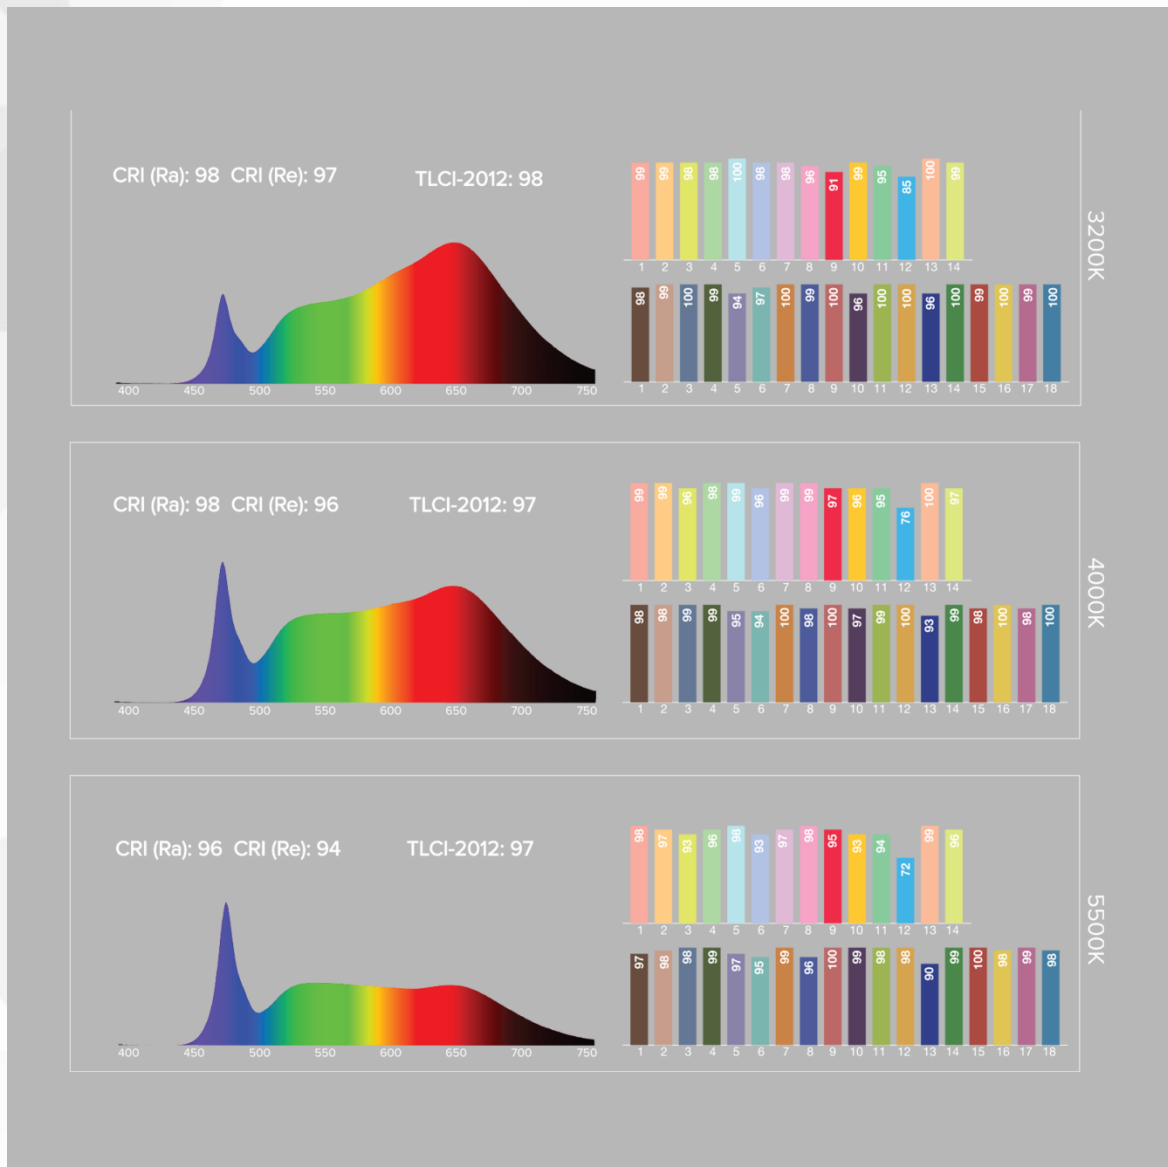 CRI (Ra): 98 CRI (Re): 97
TLCI-2012: 98
99 99 98 98 100 98 98 96 91 99 95 85 100 99
1 2 3 4 5 6 7 8 9 10 11 12 13 14
98 99 100 99 94 97 100 99 100 96 100 100 96 100 99 100 99 100
1 2 3 4 5 6 7 8 9 10 11 12 13 14 15 16 17 18
400 450 500 550 600 650 700 750
3200K
CRI (Ra): 98 CRI (Re): 96
TLCI-2012: 97
99 99 96 98 99 96 99 99 97 96 95 76 100 97
1 2 3 4 5 6 7 8 9 10 11 12 13 14
98 98 99 99 95 94 100 98 100 97 99 100 93 99 98 100 98 100
1 2 3 4 5 6 7 8 9 10 11 12 13 14 15 16 17 18
400 450 500 550 600 650 700 750
4000K
CRI (Ra): 96 CRI (Re): 94
TLCI-2012: 97
98 97 93 96 98 93 97 98 95 93 94 72 99 96
1 2 3 4 5 6 7 8 9 10 11 12 13 14
97 98 98 99 97 95 99 96 100 99 98 98 90 99 100 98 99 98
1 2 3 4 5 6 7 8 9 10 11 12 13 14 15 16 17 18
400 450 500 550 600 650 700 750
5500K